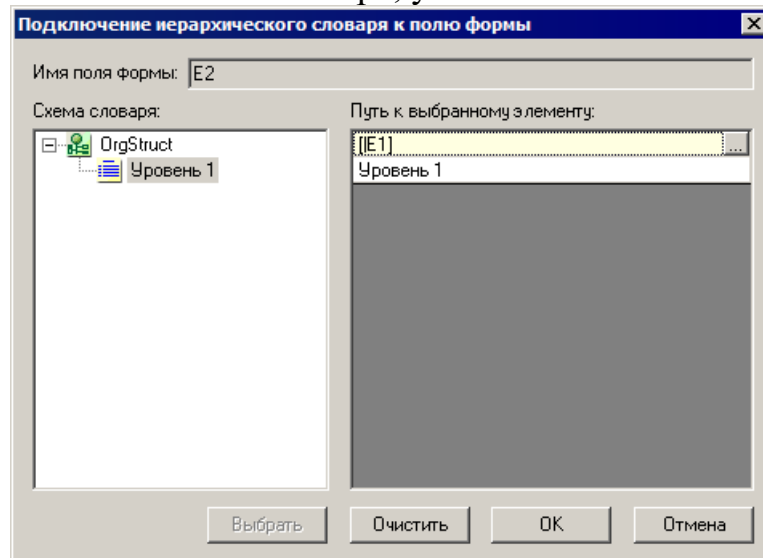 Подключение иерархического словаря к полю формы
Имя поля формы: E2
Схема словаря:
Путь к выбранному элементу:
OrgStruct
Уровень 1
[|E1]
...
Уровень 1
Выбрать
Очистить
OK
Отмена